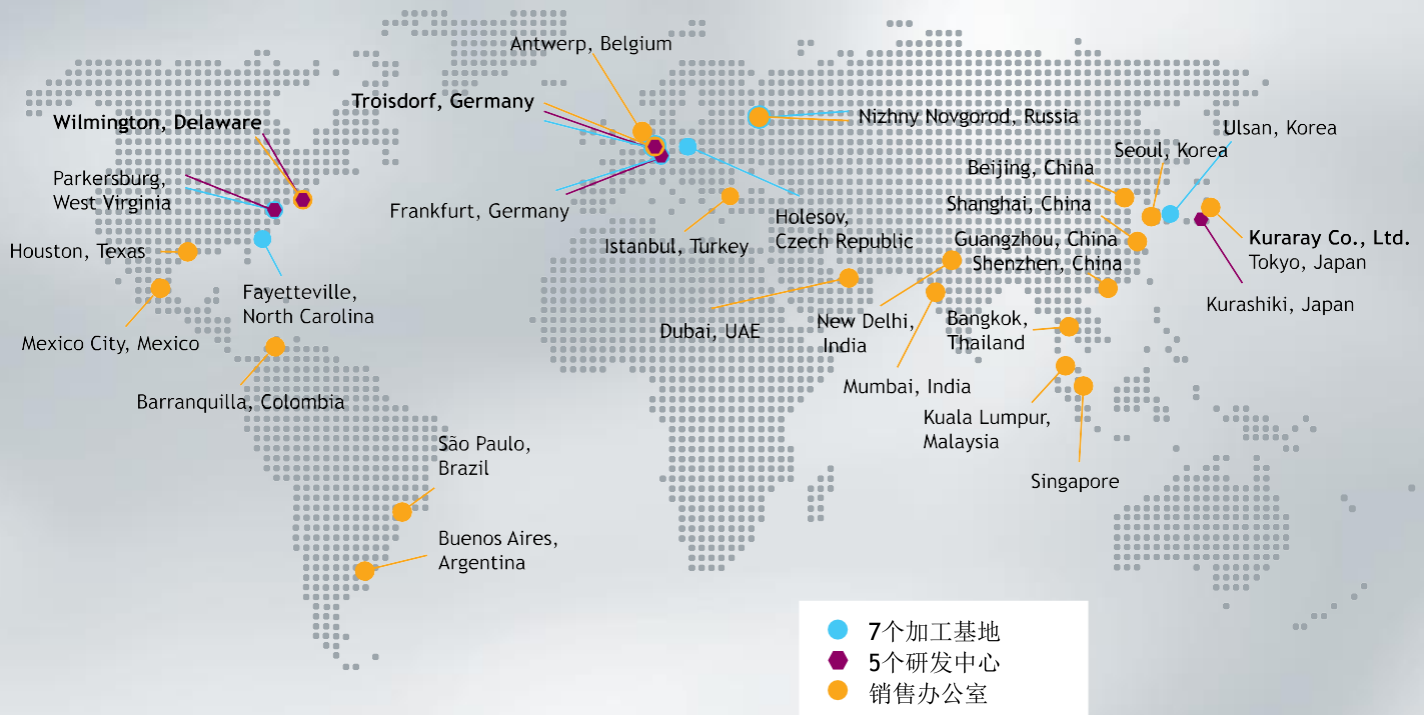 Antwerp, Belgium
Troisdorf, Germany
Wilmington, Delaware
Nizhny Novgorod, Russia
Ulsan, Korea
Seoul, Korea
Beijing, China
Parkersburg,
West Virginia
Shanghai, China
Frankfurt, Germany
Holesov,
Czech Republic
Istanbul, Turkey
Guangzhou, China
Shenzhen, China
Kuraray Co., Ltd.
Tokyo, Japan
Houston, Texas
Fayetteville,
North Carolina
Kurashiki, Japan
Dubai, UAE
New Delhi,
India
Bangkok,
Thailand
Mexico City, Mexico
Mumbai, India
Barranquilla, Colombia
Kuala Lumpur,
Malaysia
São Paulo,
Brazil
Singapore
Buenos Aires,
Argentina
7个加工基地
5个研发中心
销售办公室